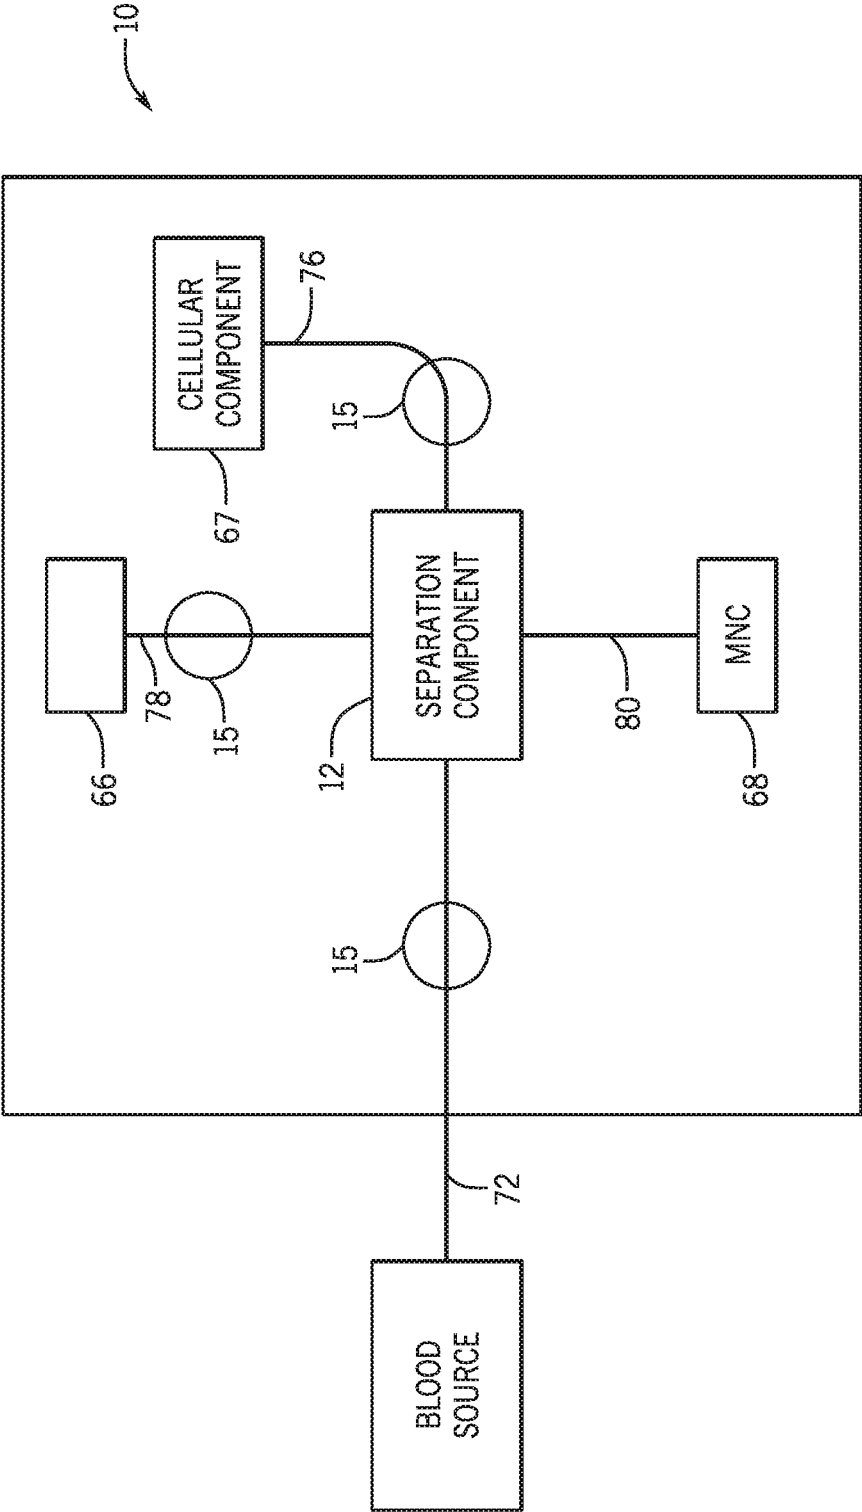 10
CELLULAR
COMPONENT
76
67
15
66
78
15
SEPARATION
COMPONENT
12
MNC
80
68
15
72
BLOOD
SOURCE